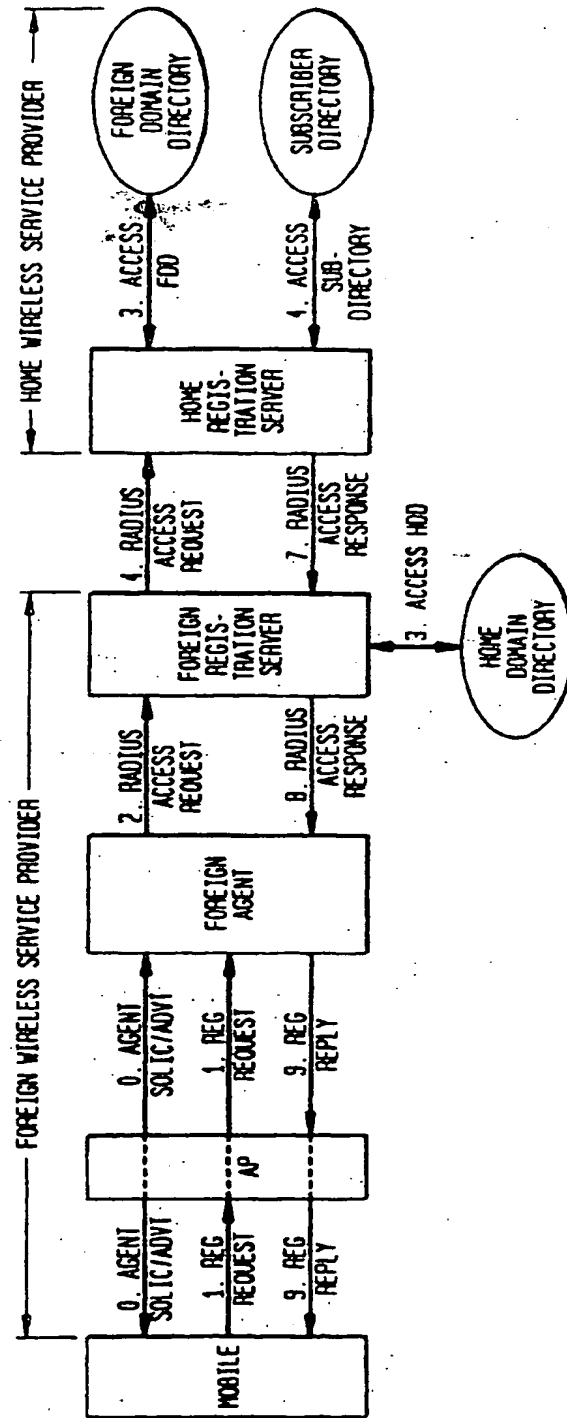 FOREIGN WIRELESS SERVICE PROVIDER
HOME WIRELESS SERVICE PROVIDER
MOBILE
0. AGENT
SOLIC/ADVT
1. REG
REQUEST
9. REG
REPLY
AP
0. AGENT
SOLIC/ADVT
1. REG
REQUEST
9. REG
REPLY
FOREIGN
AGENT
2. RADIUS
ACCESS
REQUEST
8. RADIUS
ACCESS
RESPONSE
FOREIGN
REGIS-
TRATION
SERVER
3. ACCESS HDD
HOME
DOMAIN
DIRECTORY
4. RADIUS
ACCESS
REQUEST
7. RADIUS
ACCESS
RESPONSE
HOME
REGIS-
TRATION
SERVER
3. ACCESS
FDD
4. ACCESS
SUB-
DIRECTORY
FOREIGN
DOMAIN
DIRECTORY
SUBSCRIBER
DIRECTORY